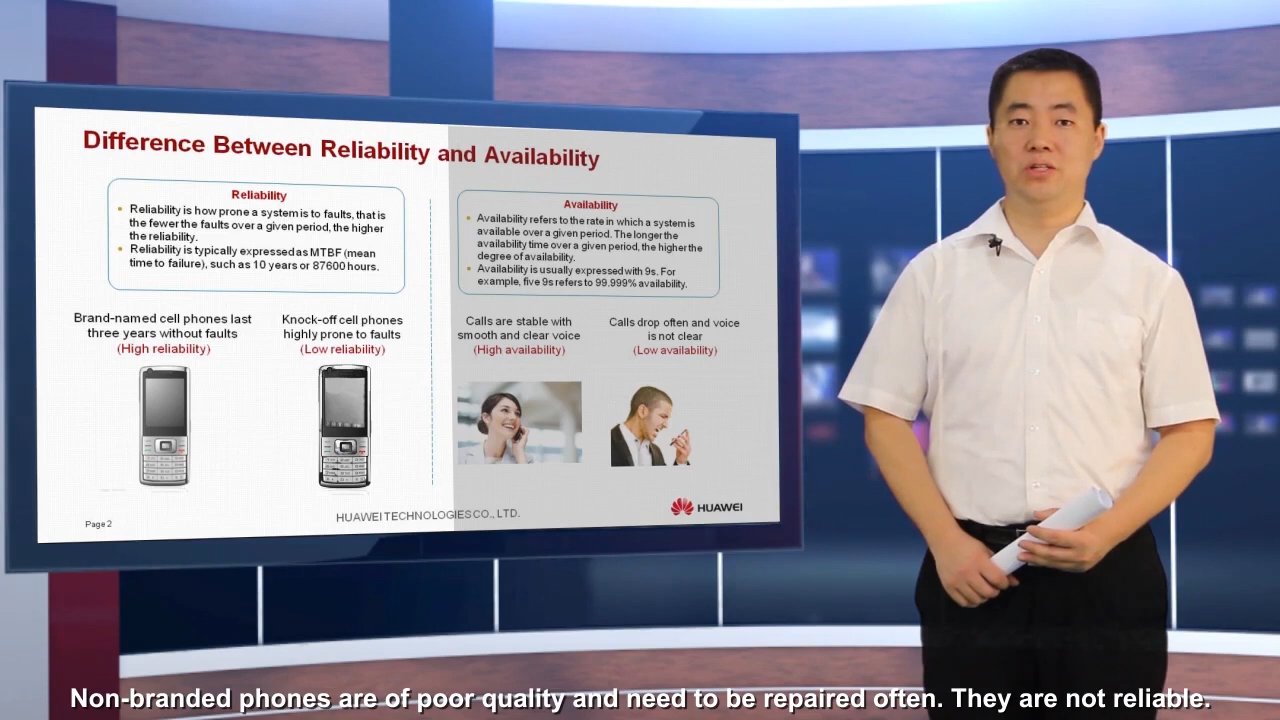 Difference Between Reliability and Availability
Reliability
• Reliability is how prone a system is to faults, that is
the fewer the faults over a given period, the higher
the reliability.
• Reliability is typically expressed as MTBF (mean
time to failure), such as 10 years or 87600 hours.
Brand-named cell phones last
three years without faults
(High reliability)
Knock-off cell phones
highly prone to faults
(Low reliability)
Availability
• Availability refers to the rate in which a system is
available over a given period. The longer the
availability time over a given period, the higher the
degree of availability.
• Availability is usually expressed with 9s. For
example, five 9s refers to 99.999% availability.
Calls are stable with
smooth and clear voice
(High availability)
Calls drop often and voice
is not clear
(Low availability)
Page 2
HUAWEI TECHNOLOGIES CO., LTD.
HUAWEI
Non-branded phones are of poor quality and need to be repaired often. They are not reliable.